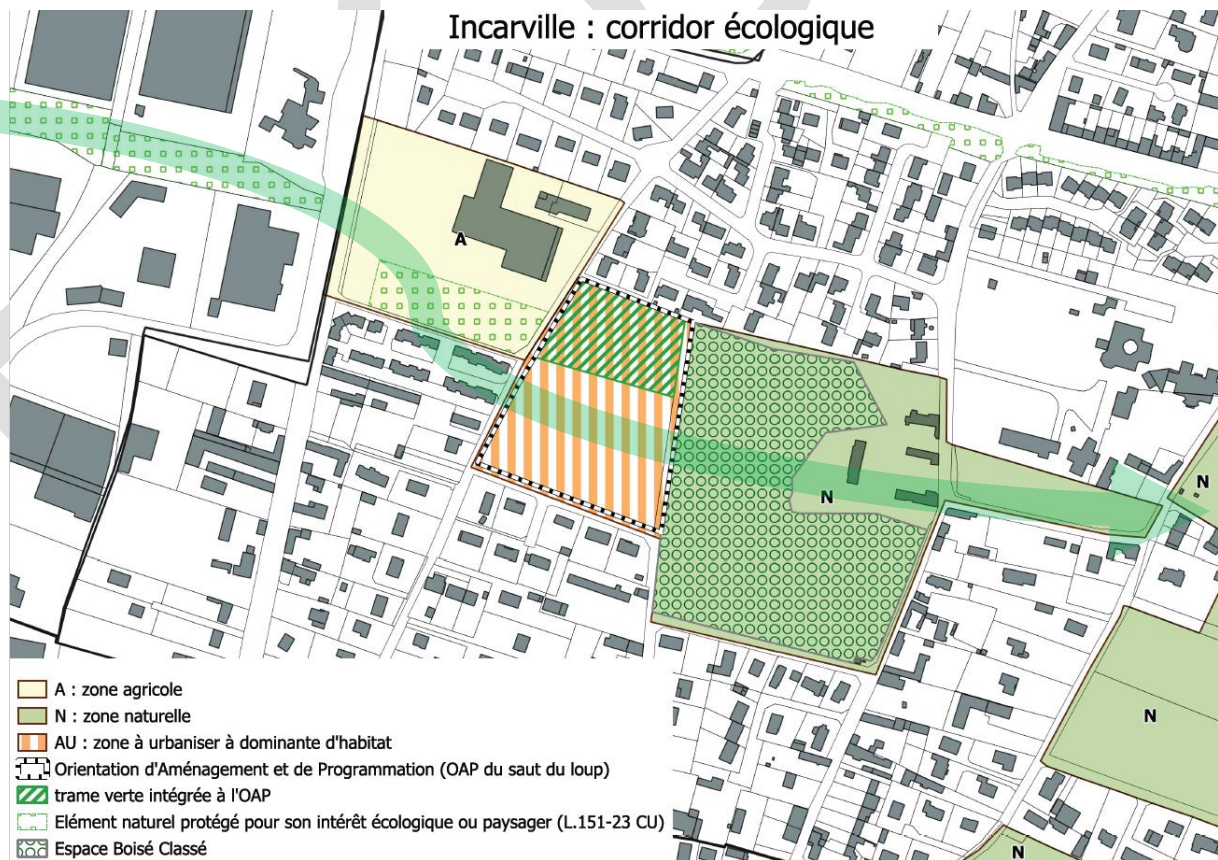 Incarville : corridor écologique
A
N
N
N
N
A : zone agricole
N : zone naturelle
AU : zone à urbaniser à dominante d'habitat
Orientation d'Aménagement et de Programmation (OAP du saut du loup)
trame verte intégrée à l'OAP
Elément naturel protégé pour son intérêt écologique ou paysager (L.151-23 CU)
Espace Boisé Classé